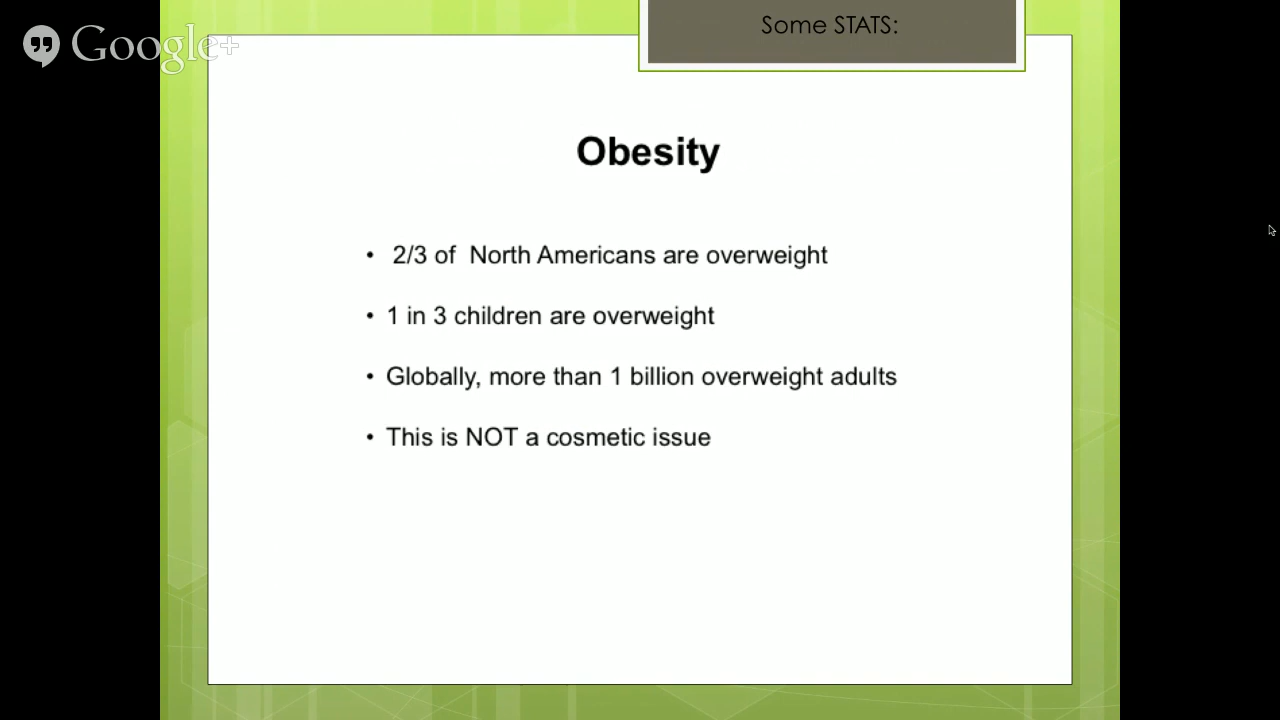 Google+
Some STATS:
Obesity
• 2/3 of North Americans are overweight
• 1 in 3 children are overweight
• Globally, more than 1 billion overweight adults
• This is NOT a cosmetic issue